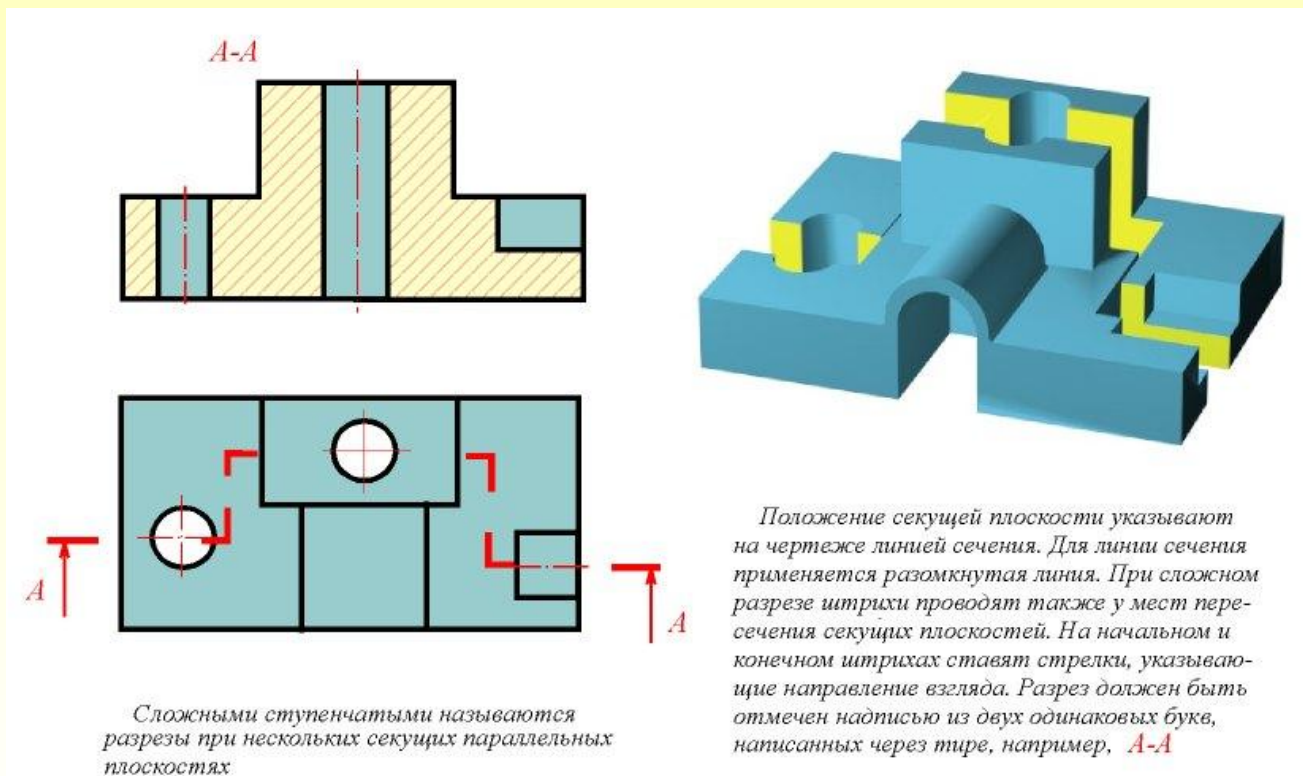 А-А
А
А
Сложными ступенчатыми называются
разрезы при нескольких секущих параллельных
плоскостях
Положение секущей плоскости указывают
на чертеже линией сечения. Для линии сечения
применяется разомкнутая линия. При сложном
разрезе штрихи проводят также у мест пере-
сечения секущих плоскостей. На начальном и
конечном штрихах ставят стрелки, указываю-
щие направление взгляда. Разрез должен быть
отмечен надписью из двух одинаковых букв,
написанных через тире, например, А-А